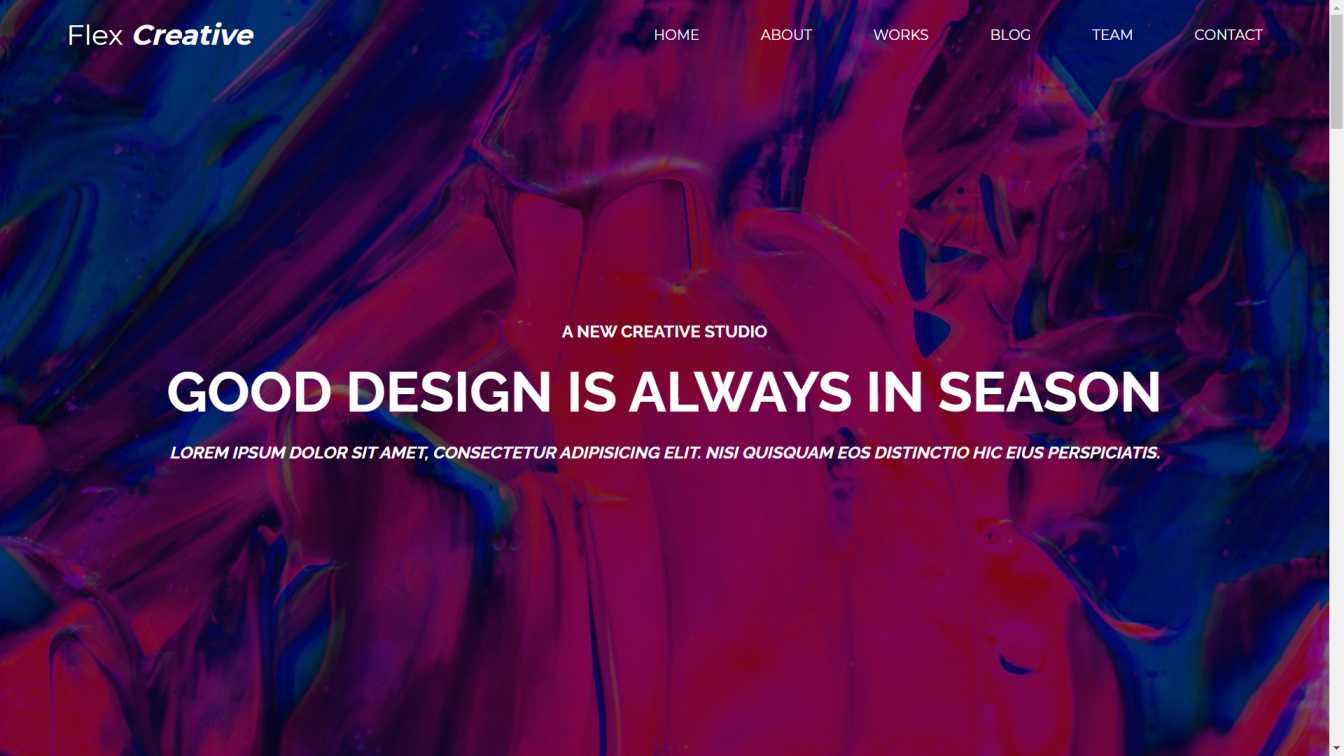 Flex Creative
HOME ABOUT WORKS BLOG TEAM CONTACT
A NEW CREATIVE STUDIO
GOOD DESIGN IS ALWAYS IN SEASON
LOREM IPSUM DOLOR SIT AMET, CONSECTETUR ADIPISICING ELIT. NISI QUISQUAM EOS DISTINCTIO HIC EIUS PERSPICIATIS.